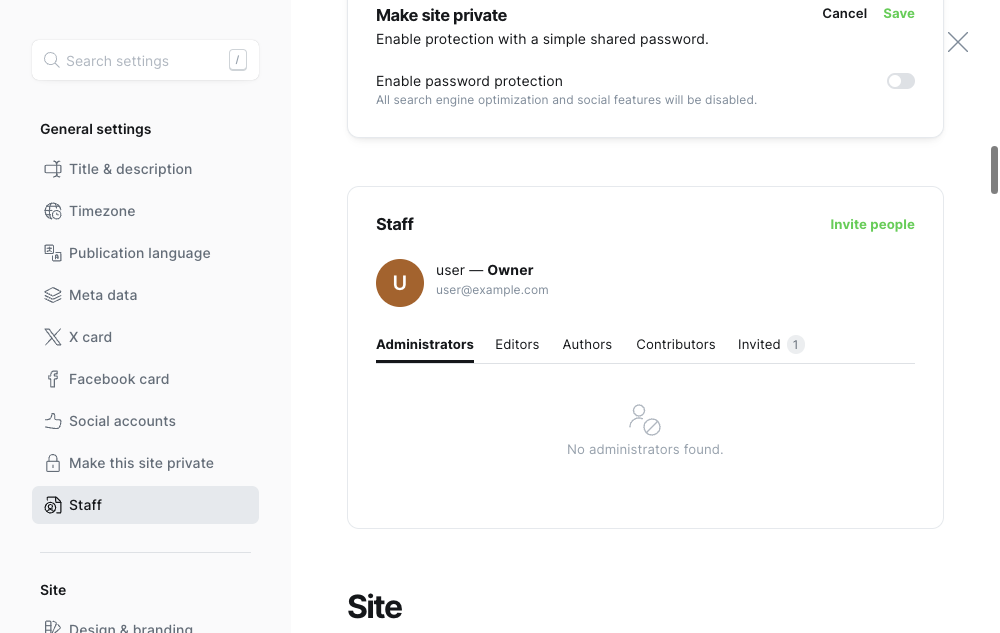 Search settings
/
General settings
Title & description
Timezone
Publication language
Meta data
X card
Facebook card
Social accounts
Make this site private
Staff
Site
Design & branding
Make site private
Cancel
Save
Enable protection with a simple shared password.
Enable password protection
All search engine optimization and social features will be disabled.
Staff
Invite people
U
user — Owner
user@example.com
Administrators
Editors
Authors
Contributors
Invited 1
No administrators found.
Site